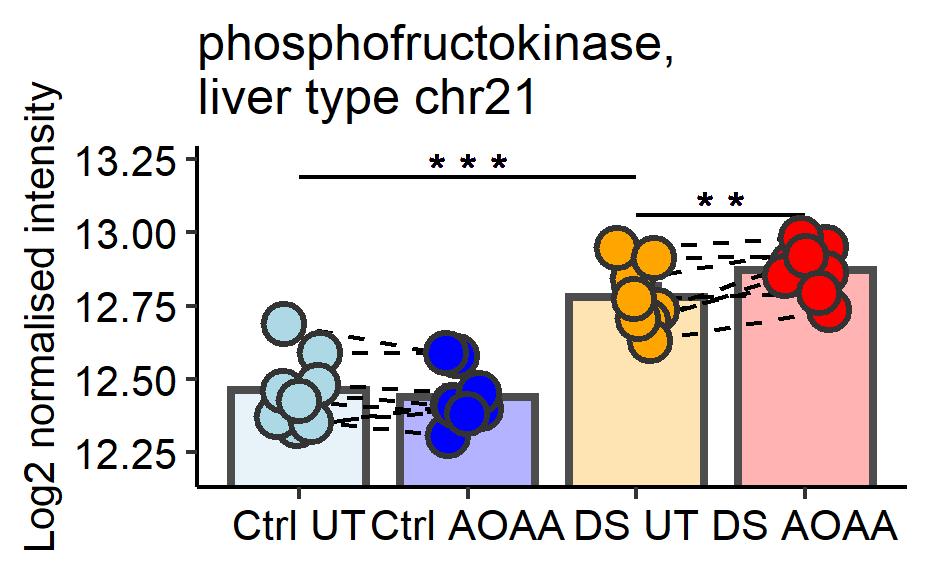 phosphofructokinase,
liver type chr21
Log2 normalised intensity
13.25
13.00
12.75
12.50
12.25
* * *
* *
Ctrl UT Ctrl AOAA DS UT DS AOAA